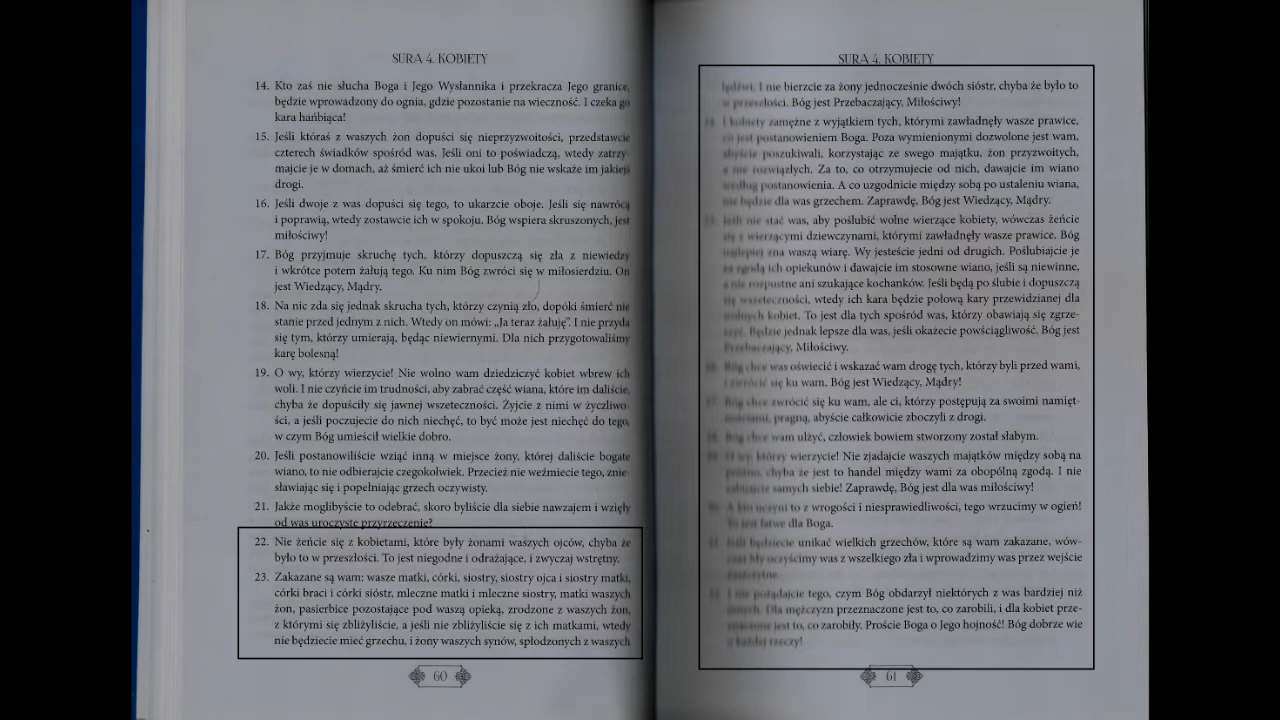 SURA 4. KOBIETY
14. Kto zaś nie słucha Boga i Jego Wysłannika i przekracza Jego granice,
będzie wprowadzony do ognia, gdzie pozostanie na wieczność. I czeka go
kara hańbiąca!
15. Jeśli któraś z waszych żon dopuści się nieprzyzwoitości, przedstawcie
czterech świadków spośród was. Jeśli oni to poświadczą, wtedy zatrzy-
majcie je w domach, aż śmierć ich nie ukoi lub Bóg nie wskaże im jakiejś
drogi.
16. Jeśli dwoje z was dopuści się tego, to ukarzcie oboje. Jeśli się nawrócą
i poprawią, wtedy zostawcie ich w spokoju. Bóg wspiera skruszonych, jest
miłościwy!
17. Bóg przyjmuje skruchę tych, którzy dopuszczają się zła z niewiedzy
i wkrótce potem żałują tego. Ku nim Bóg zwróci się w miłosierdziu. On
jest Wiedzący, Mądry.
18. Na nic zda się jednak skrucha tych, którzy czynią zło, dopóki śmierć nie
stanie przed jednym z nich. Wtedy on mówi: „Ja teraz żałuję”. I nie przyda
się tym, którzy umierają, będąc niewiernymi. Dla nich przygotowaliśmy
karę bolesną!
19. O wy, którzy wierzycie! Nie wolno wam dziedziczyć kobiet wbrew ich
woli. I nie czyńcie im trudności, aby zabrać część wiana, które im daliście,
chyba że dopuściły się jawnej wszeteczności. Żyjcie z nimi w życzliwo-
ści, a jeśli poczujecie do nich niechęć, to być może jest niechęć do tego,
w czym Bóg umieścił wielkie dobro.
20. Jeśli postanowiliście wziąć inną w miejsce żony, której daliście bogate
wiano, to nie odbierajcie czegokolwiek. Przecież nie weźmiecie tego, znie-
sławiając się i popełniając grzech oczywisty.
21. Jakże moglibyście to odebrać, skoro byliście dla siebie nawzajem i wzięły
od was uroczyste przyrzeczenie?
22. Nie żeńcie się z kobietami, które były żonami waszych ojców, chyba że
było to w przeszłości. To jest niegodne i odrażające, i zwyczaj wstrętny.
23. Zakazane są wam: wasze matki, córki, siostry, siostry ojca i siostry matki,
córki braci i córki sióstr, mleczne matki i mleczne siostry, matki waszych
żon, pasierbice pozostające pod waszą opieką, zrodzone z waszych żon,
z którymi się zbliżyliście, a jeśli nie zbliżyliście się z ich matkami, wtedy
nie będziecie mieć grzechu, i żony waszych synów, spłodzonych z waszych
60
SURA 4. KOBIETY
lędźwi. I nie bierzcie za żony jednocześnie dwóch sióstr, chyba że było to
w przeszłości. Bóg jest Przebaczający, Miłościwy!
24. I kobiety zamężne z wyjątkiem tych, którymi zawładnęły wasze prawice,
co jest postanowieniem Boga. Poza wymienionymi dozwolone jest wam,
abyście poszukiwali, korzystając ze swego majątku, żon przyzwoitych,
a nie rozwiązłych. Za to, co otrzymujecie od nich, dawajcie im wiano
według postanowienia. A co uzgodnicie między sobą po ustaleniu wiana,
nie będzie dla was grzechem. Zaprawdę, Bóg jest Wiedzący, Mądry.
25. Jeśli nie stać was, aby poślubić wolne wierzące kobiety, wówczas żeńcie
się z wierzącymi dziewczynami, którymi zawładnęły wasze prawice. Bóg
najlepiej zna waszą wiarę. Wy jesteście jedni od drugich. Poślubiajcie je
za zgodą ich opiekunów i dawajcie im stosowne wiano, jeśli są niewinne,
a nie rozpustne ani szukające kochanków. Jeśli będą po ślubie i dopuszczą
się wszeteczności, wtedy ich kara będzie połową kary przewidzianej dla
wolnych kobiet. To jest dla tych spośród was, którzy obawiają się zgrze-
szyć. Będzie jednak lepsze dla was, jeśli okażecie powściągliwość. Bóg jest
Przebaczający, Miłościwy.
26. Bóg chce was oświecić i wskazać wam drogę tych, którzy byli przed wami,
i zwrócić się ku wam. Bóg jest Wiedzący, Mądry!
27. Bóg chce zwrócić się ku wam, ale ci, którzy postępują za swoimi namięt-
nościami, pragną, abyście całkowicie zboczyli z drogi.
28. Bóg chce wam ulżyć, człowiek bowiem stworzony został słabym.
29. O wy, którzy wierzycie! Nie zjadajcie waszych majątków między sobą na
próżno, chyba że jest to handel między wami za obopólną zgodą. I nie
zabijajcie samych siebie! Zaprawdę, Bóg jest dla was miłościwy!
30. A kto uczyni to z wrogości i niesprawiedliwości, tego wrzucimy w ogień!
To jest łatwe dla Boga.
31. Jeśli będziecie unikać wielkich grzechów, które są wam zakazane, wów-
czas My oczyścimy was z wszelkiego zła i wprowadzimy was przez wejście
zaszczytne.
32. I nie pożądajcie tego, czym Bóg obdarzył niektórych z was bardziej niż
innych. Dla mężczyzn przeznaczone jest to, co zarobili, i dla kobiet prze-
znaczone jest to, co zarobiły. Proście Boga o Jego hojność! Bóg dobrze wie
o każdej rzeczy!
61